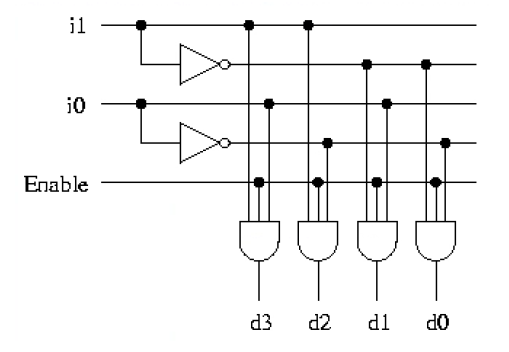 i1
i0
Enable
d3 d2 d1 d0